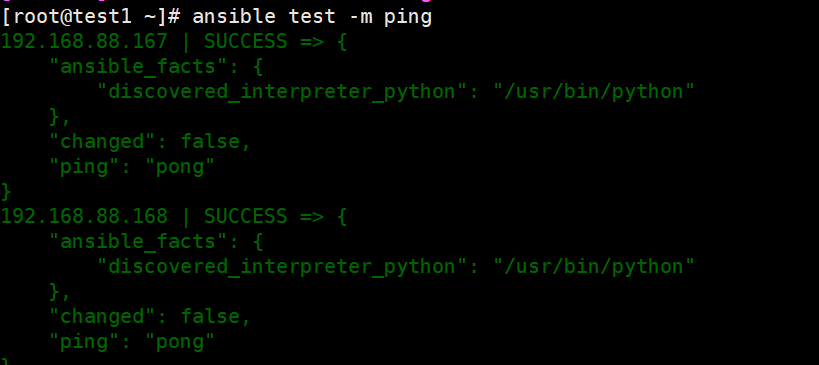 [root@test1 ~]# ansible test -m ping
192.168.88.167 | SUCCESS => {
    "ansible_facts": {
        "discovered_interpreter_python": "/usr/bin/python"
    },
    "changed": false,
    "ping": "pong"
}
192.168.88.168 | SUCCESS => {
    "ansible_facts": {
        "discovered_interpreter_python": "/usr/bin/python"
    },
    "changed": false,
    "ping": "pong"
}